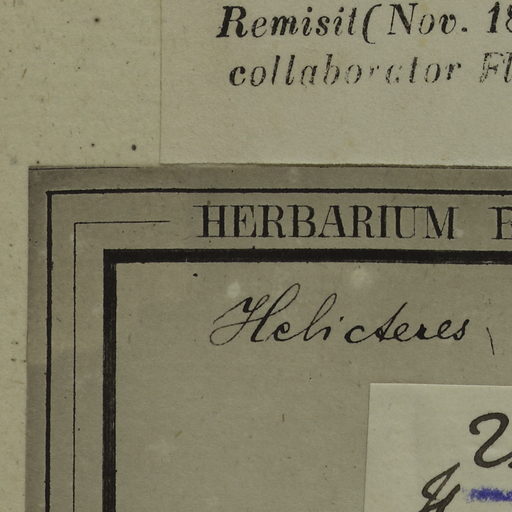 Remisit (Nov. 18
collaborator Fl
HERBARIUM
Helicteres